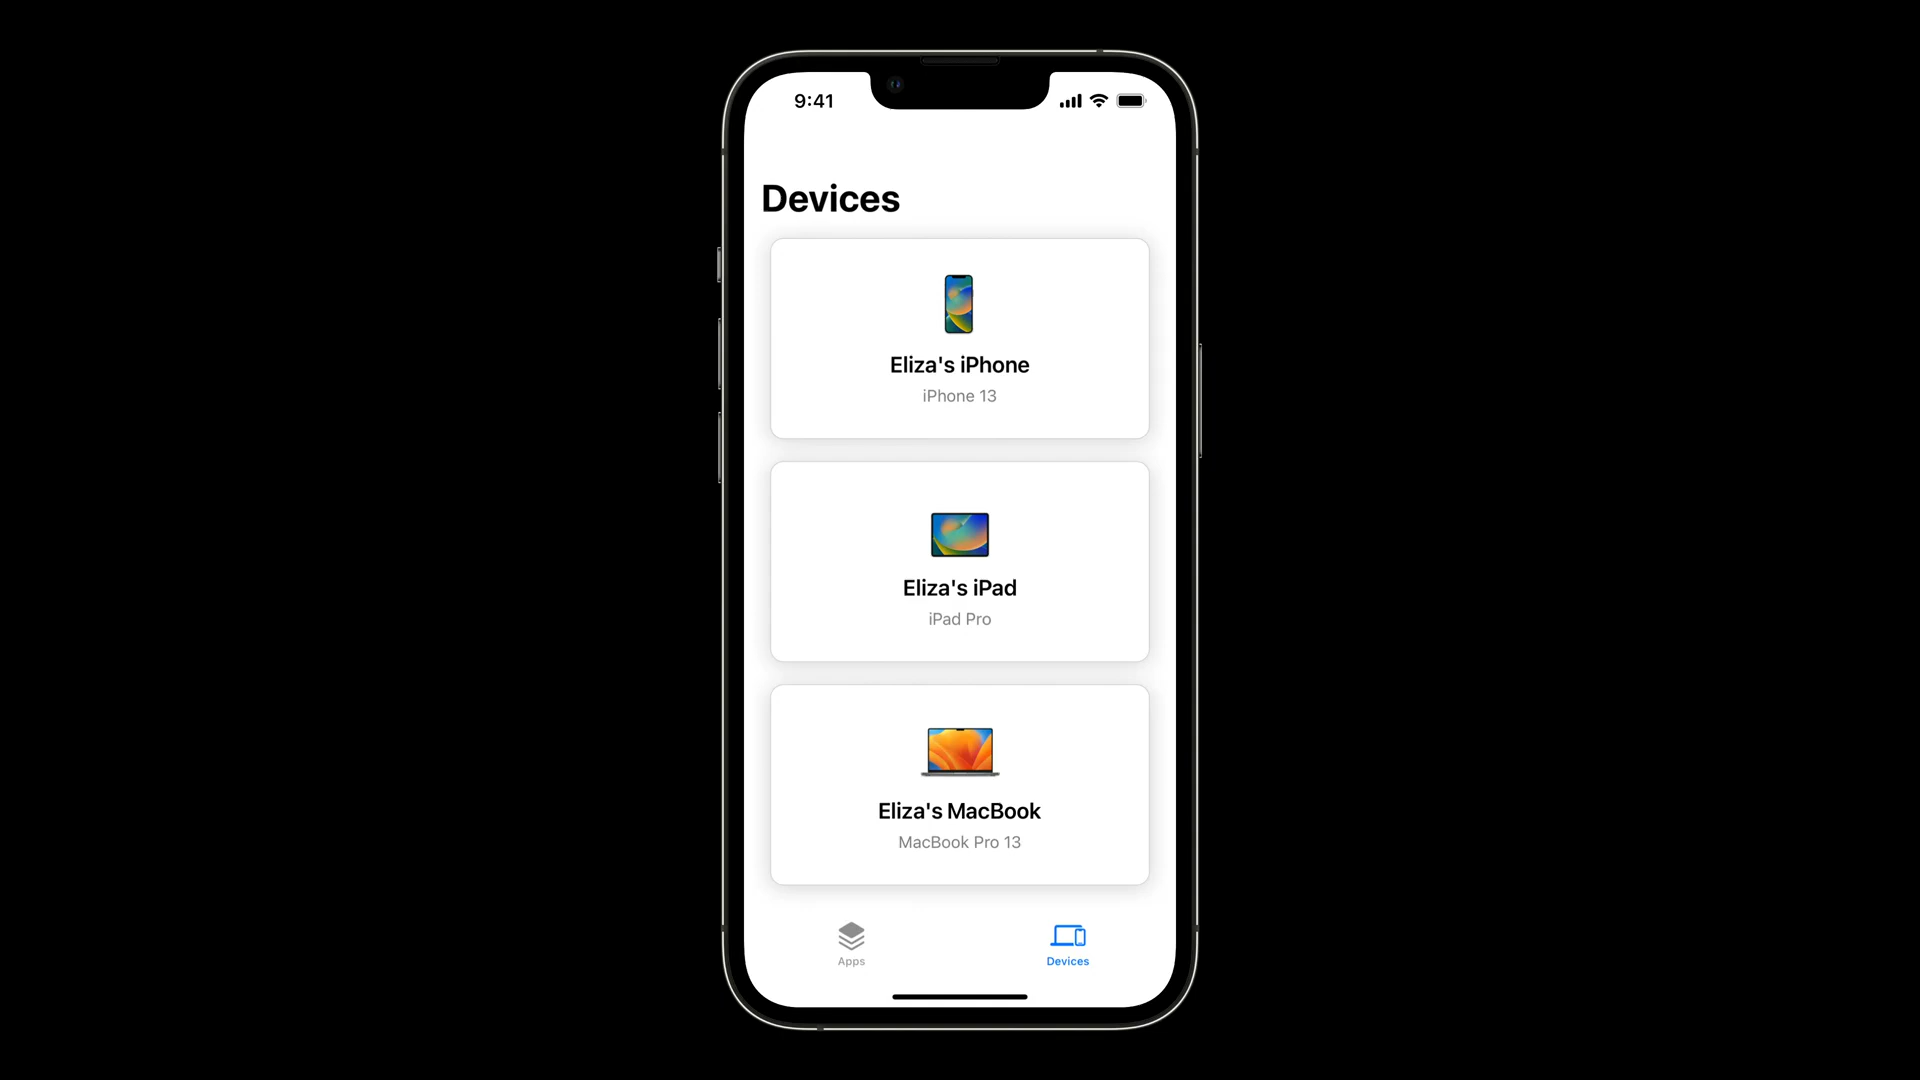 9:41
Devices
Eliza's iPhone
iPhone 13
Eliza's iPad
iPad Pro
Eliza's MacBook
MacBook Pro 13
Apps
Devices